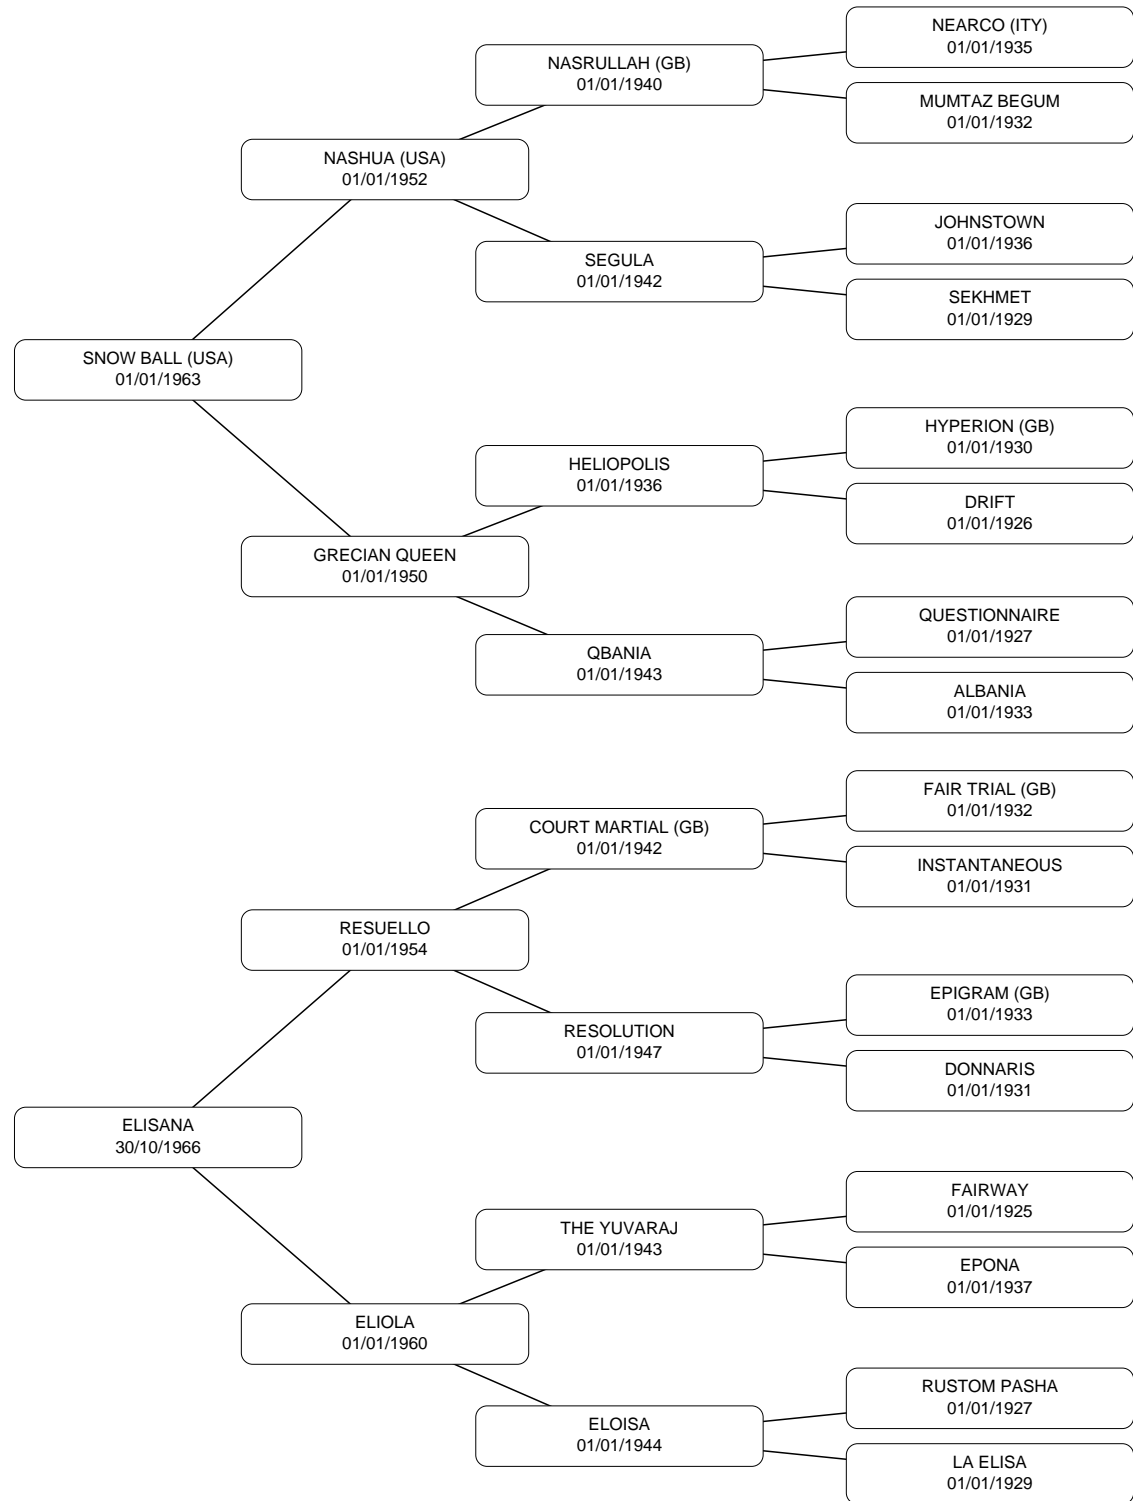 NEARCO (ITY)
01/01/1935
NASRULLAH (GB)
01/01/1940
MUMTAZ BEGUM
01/01/1932
NASHUA (USA)
01/01/1952
JOHNSTOWN
01/01/1936
SEGULA
01/01/1942
SEKHMET
01/01/1929
SNOW BALL (USA)
01/01/1963
HYPERION (GB)
01/01/1930
HELIOPOLIS
01/01/1936
DRIFT
01/01/1926
GRECIAN QUEEN
01/01/1950
QUESTIONNAIRE
01/01/1927
QBANIA
01/01/1943
ALBANIA
01/01/1933
FAIR TRIAL (GB)
01/01/1932
COURT MARTIAL (GB)
01/01/1942
INSTANTANEOUS
01/01/1931
RESUELLO
01/01/1954
EPIGRAM (GB)
01/01/1933
RESOLUTION
01/01/1947
DONNARIS
01/01/1931
ELISANA
30/10/1966
FAIRWAY
01/01/1925
THE YUVARAJ
01/01/1943
EPONA
01/01/1937
ELIOLA
01/01/1960
RUSTOM PASHA
01/01/1927
ELOISA
01/01/1944
LA ELISA
01/01/1929